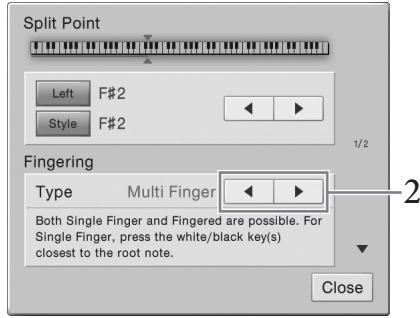 Split Point
Left F#2
Style F#2
1/2
Fingering
Type Multi Finger
2
Both Single Finger and Fingered are possible. For
Single Finger, press the white/black key(s)
closest to the root note.
Close